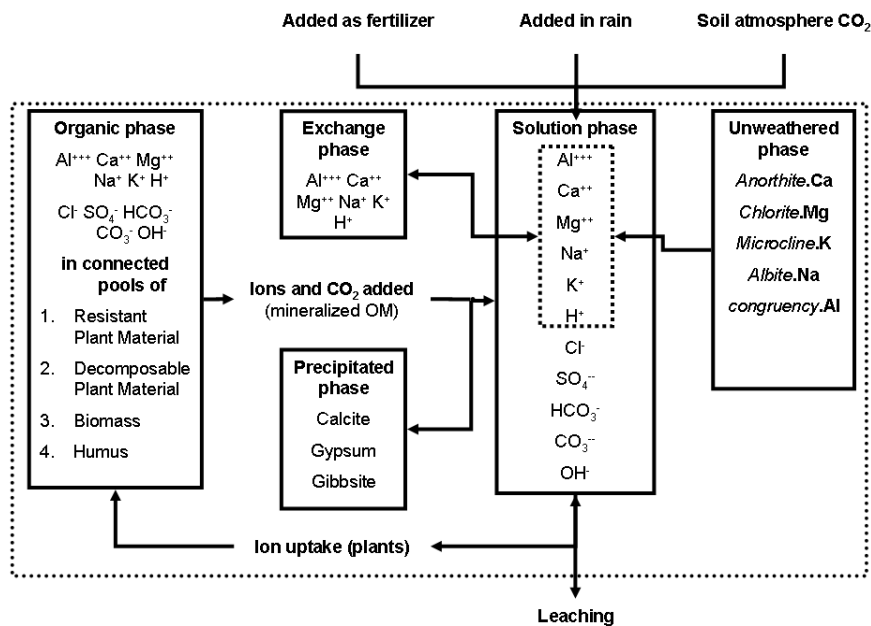 Added as fertilizer
Added in rain
Soil atmosphere CO₂
Organic phase
Al⁺⁺⁺ Ca⁺⁺ Mg⁺⁺
Na⁺ K⁺ H⁺
Cl⁻ SO₄⁻ HCO₃⁻
CO₃⁻ OH⁻
in connected
pools of
1. Resistant
Plant Material
2. Decomposable
Plant Material
3. Biomass
4. Humus
Exchange
phase
Al⁺⁺⁺ Ca⁺⁺
Mg⁺⁺ Na⁺ K⁺
H⁺
Ions and CO₂ added
(mineralized OM)
Precipitated
phase
Calcite
Gypsum
Gibbsite
Solution phase
Al⁺⁺⁺
Ca⁺⁺
Mg⁺⁺
Na⁺
K⁺
H⁺
Cl⁻
SO₄⁻⁻
HCO₃⁻
CO₃⁻⁻
OH⁻
Unweathered
phase
Anorthite.Ca
Chlorite.Mg
Microcline.K
Albite.Na
congruency.Al
Ion uptake (plants)
Leaching